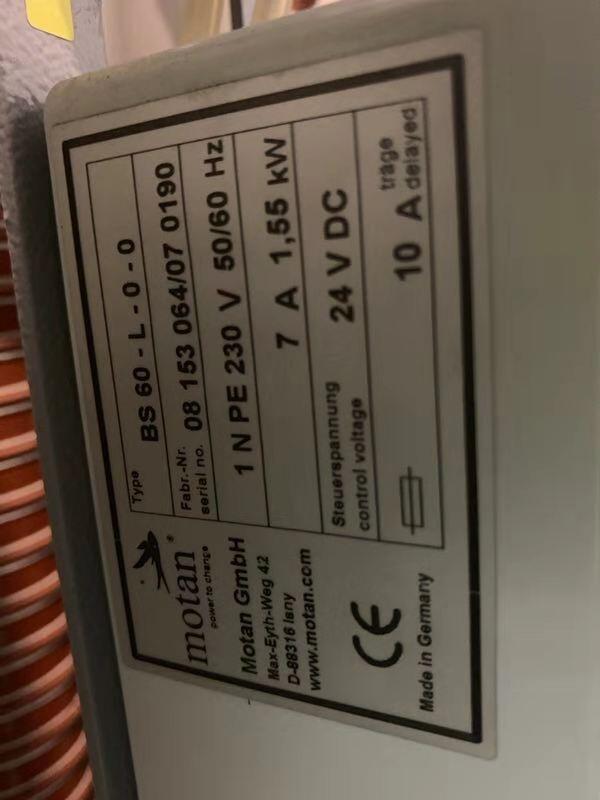 motan®
power to change
Motan GmbH
Max-Eyth-Weg 42
D-88316 Isny
www.motan.com
CE
Made in Germany
Type
BS 60 - L - 0 - 0
Fabr.-Nr.
serial no. 08 153 064/07 0190
1 N PE 230 V 50/60 Hz
7 A 1,55 kW
Steuerspannung
control voltage 24 V DC
10 A träge
delayed